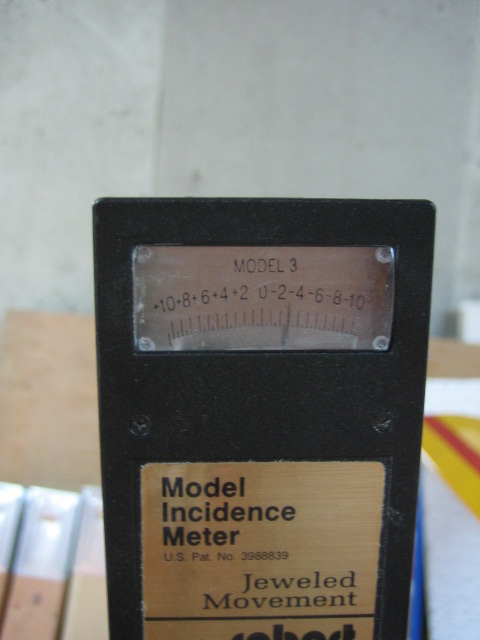 MODEL 3
+10+8+6+4+2 0-2-4-6-8-10
Model
Incidence
Meter
U.S. Pat. No. 3988839
Jeweled
Movement
robart